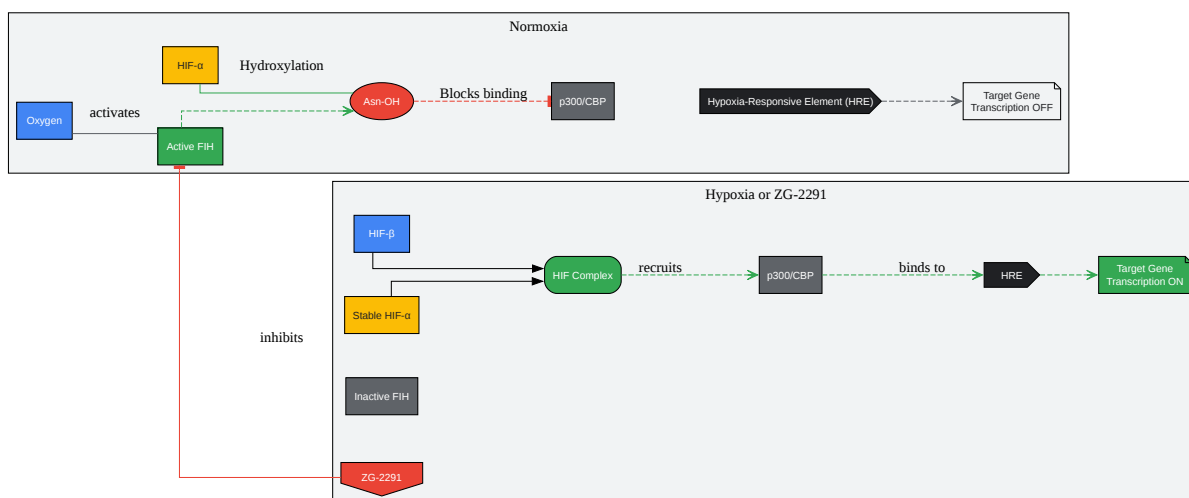 Normoxia
HIF-α
Hydroxylation
Oxygen
activates
Active FIH
Asn-OH
Blocks binding
p300/CBP
Hypoxia-Responsive Element (HRE)
Target Gene
Transcription OFF
Hypoxia or ZG-2291
HIF-β
HIF Complex
recruits
p300/CBP
binds to
HRE
Target Gene
Transcription ON
Stable HIF-α
inhibits
Inactive FIH
ZG-2291